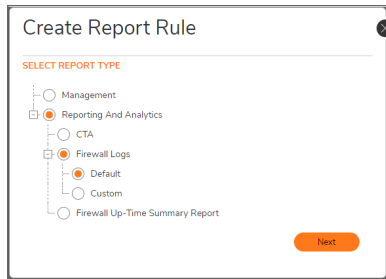 Create Report Rule
SELECT REPORT TYPE
Management
Reporting And Analytics
CTA
Firewall Logs
Default
Custom
Firewall Up-Time Summary Report
Next